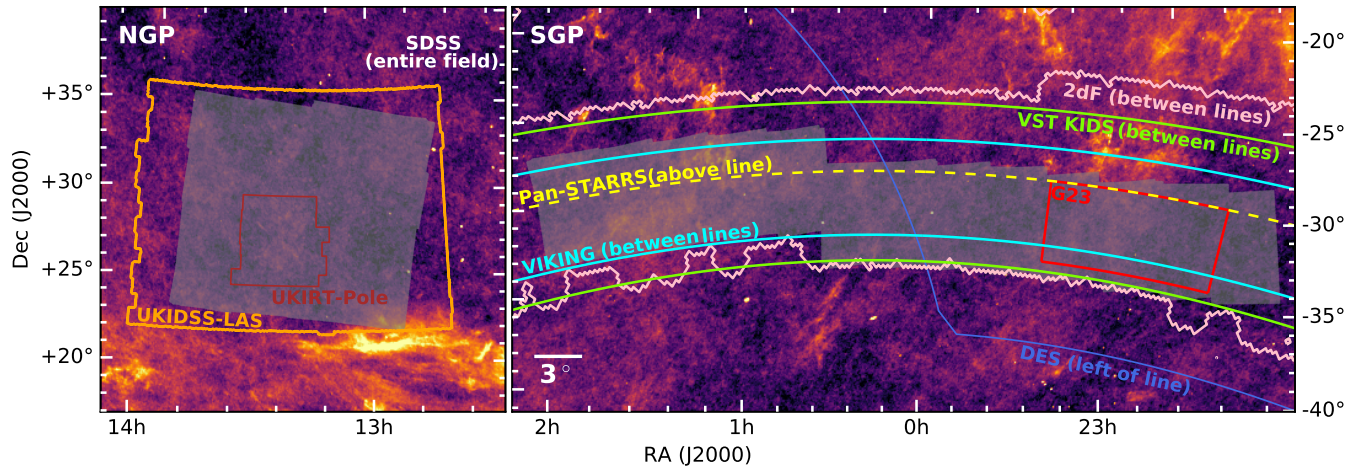 NGP
SDSS
(entire field)
UKIRT-Pole
UKIDSS-LAS
+35°
+30°
+25°
+20°
Dec (J2000)
14h
13h
SGP
2dF (between lines)
VST KIDS(between lines)
Pan-STARRS(above line)
G23
VIKING (between lines)
DES (left of line)
3°
-20°
-25°
-30°
-35°
-40°
2h
1h
0h
23h
RA (J2000)